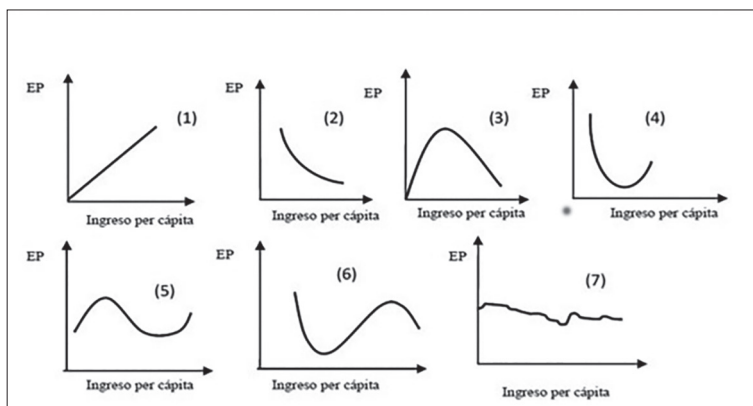 EP
(1)
Ingreso per cápita
EP
(2)
Ingreso per cápita
EP
(3)
Ingreso per cápita
EP
(4)
Ingreso per cápita
EP
(5)
Ingreso per cápita
EP
(6)
Ingreso per cápita
EP
(7)
Ingreso per cápita